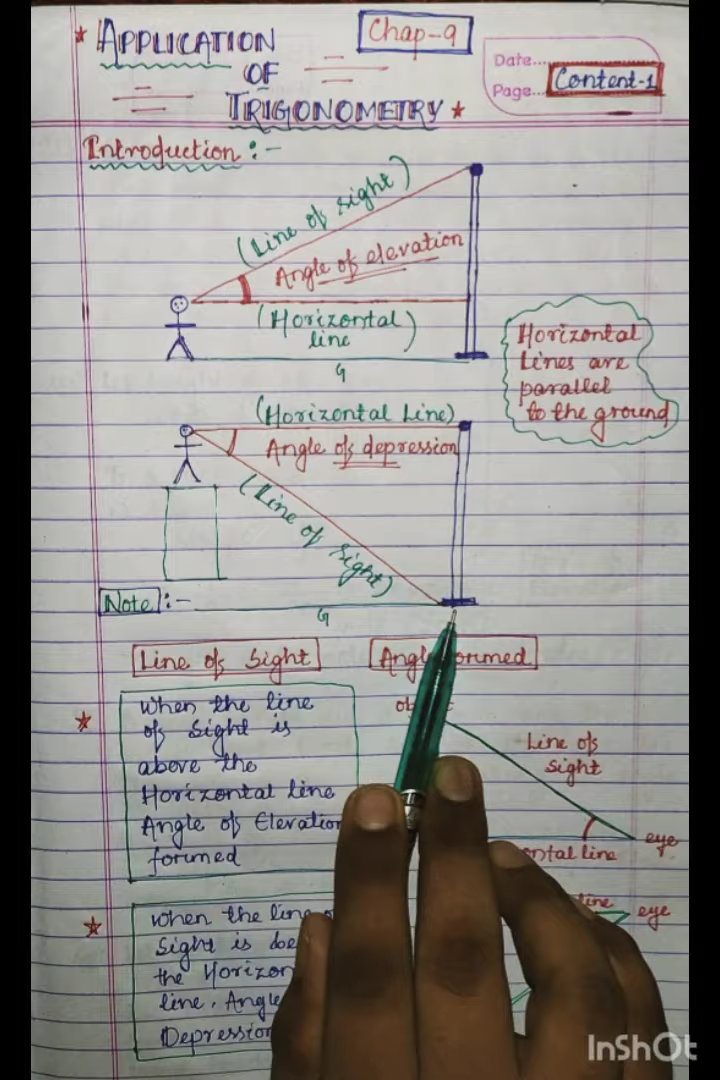 Chap-9
APPLICATION
OF
TRIGONOMETRY
Date...
Page...
Content-1
Introduction :-
(Line of sight)
Angle of elevation
(Horizontal
line)
G
Horizontal
Lines are
parallel
to the ground
(Horizontal Line)
Angle of depression
(Line of sight)
G
Note :-
Line of Sight
When the line
of sight is
above the
Horizontal line
Angle of Elevation
formed
Line of
Sight
eye
line
eye
When the line
Sight is
the
line, Angle
Depression
InShOt